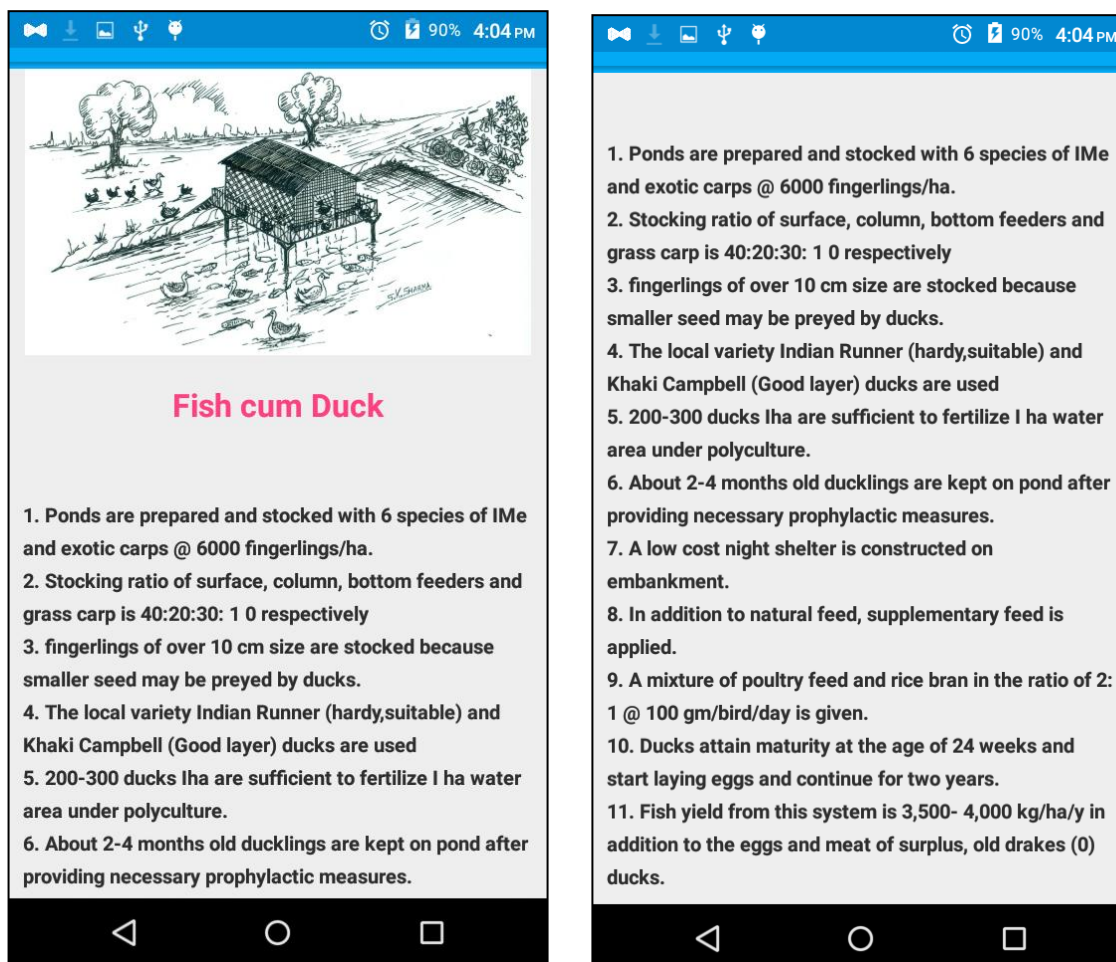 90% 4:04 PM
S.K. SHARMA
Fish cum Duck
1. Ponds are prepared and stocked with 6 species of IMe
and exotic carps @ 6000 fingerlings/ha.
2. Stocking ratio of surface, column, bottom feeders and
grass carp is 40:20:30: 1 0 respectively
3. fingerlings of over 10 cm size are stocked because
smaller seed may be preyed by ducks.
4. The local variety Indian Runner (hardy,suitable) and
Khaki Campbell (Good layer) ducks are used
5. 200-300 ducks Iha are sufficient to fertilize I ha water
area under polyculture.
6. About 2-4 months old ducklings are kept on pond after
providing necessary prophylactic measures.
90% 4:04 PM
1. Ponds are prepared and stocked with 6 species of IMe
and exotic carps @ 6000 fingerlings/ha.
2. Stocking ratio of surface, column, bottom feeders and
grass carp is 40:20:30: 1 0 respectively
3. fingerlings of over 10 cm size are stocked because
smaller seed may be preyed by ducks.
4. The local variety Indian Runner (hardy,suitable) and
Khaki Campbell (Good layer) ducks are used
5. 200-300 ducks Iha are sufficient to fertilize I ha water
area under polyculture.
6. About 2-4 months old ducklings are kept on pond after
providing necessary prophylactic measures.
7. A low cost night shelter is constructed on
embankment.
8. In addition to natural feed, supplementary feed is
applied.
9. A mixture of poultry feed and rice bran in the ratio of 2:
1 @ 100 gm/bird/day is given.
10. Ducks attain maturity at the age of 24 weeks and
start laying eggs and continue for two years.
11. Fish yield from this system is 3,500- 4,000 kg/ha/y in
addition to the eggs and meat of surplus, old drakes (0)
ducks.